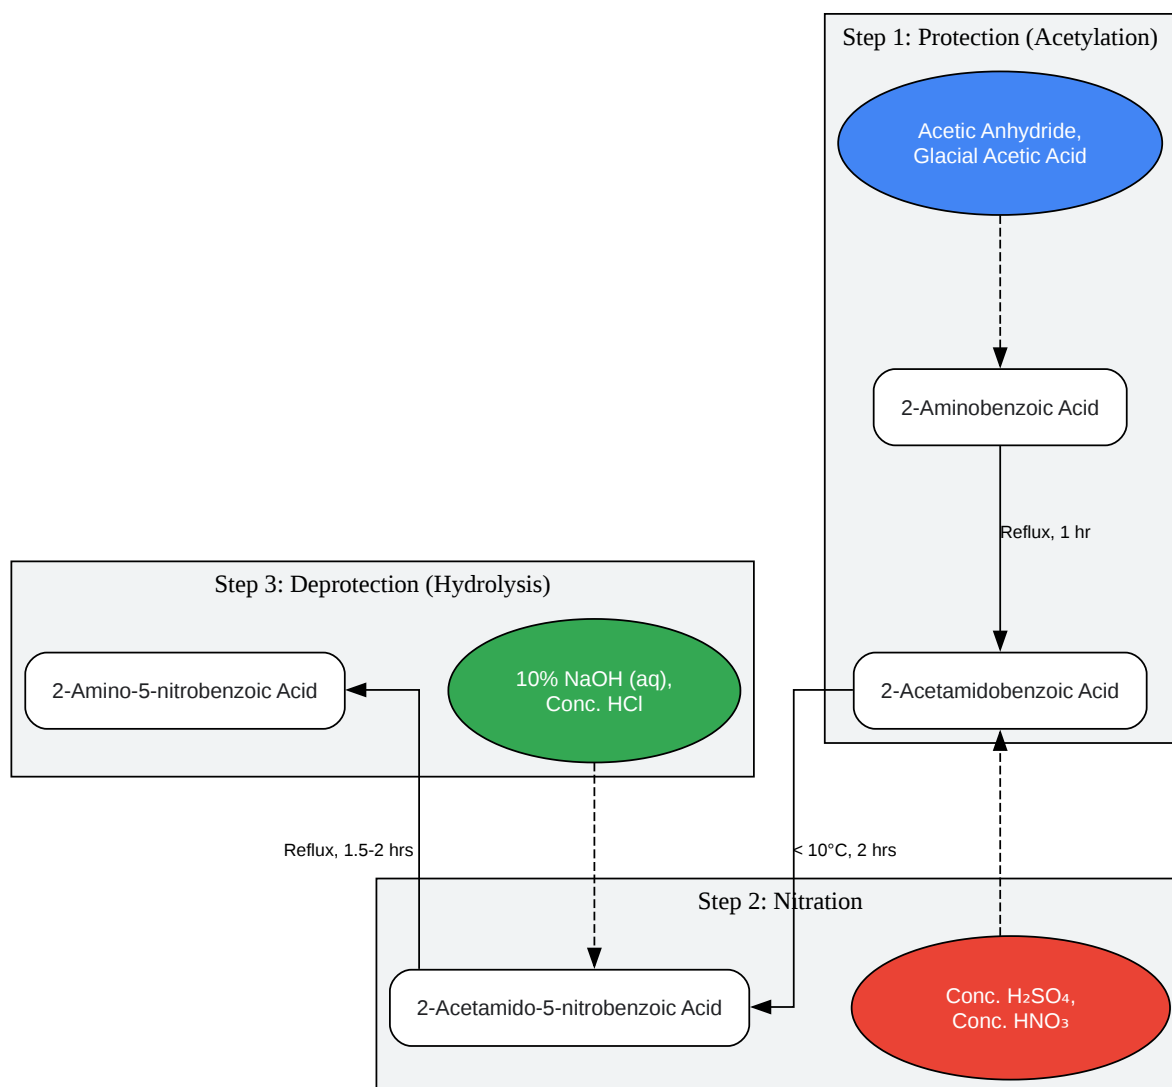 Step 1: Protection (Acetylation)
Acetic Anhydride,
Glacial Acetic Acid
2-Aminobenzoic Acid
Reflux, 1 hr
2-Acetamidobenzoic Acid
Step 3: Deprotection (Hydrolysis)
2-Amino-5-nitrobenzoic Acid
10% NaOH (aq),
Conc. HCl
Reflux, 1.5-2 hrs
< 10°C, 2 hrs
Step 2: Nitration
2-Acetamido-5-nitrobenzoic Acid
Conc. H₂SO₄,
Conc. HNO₃